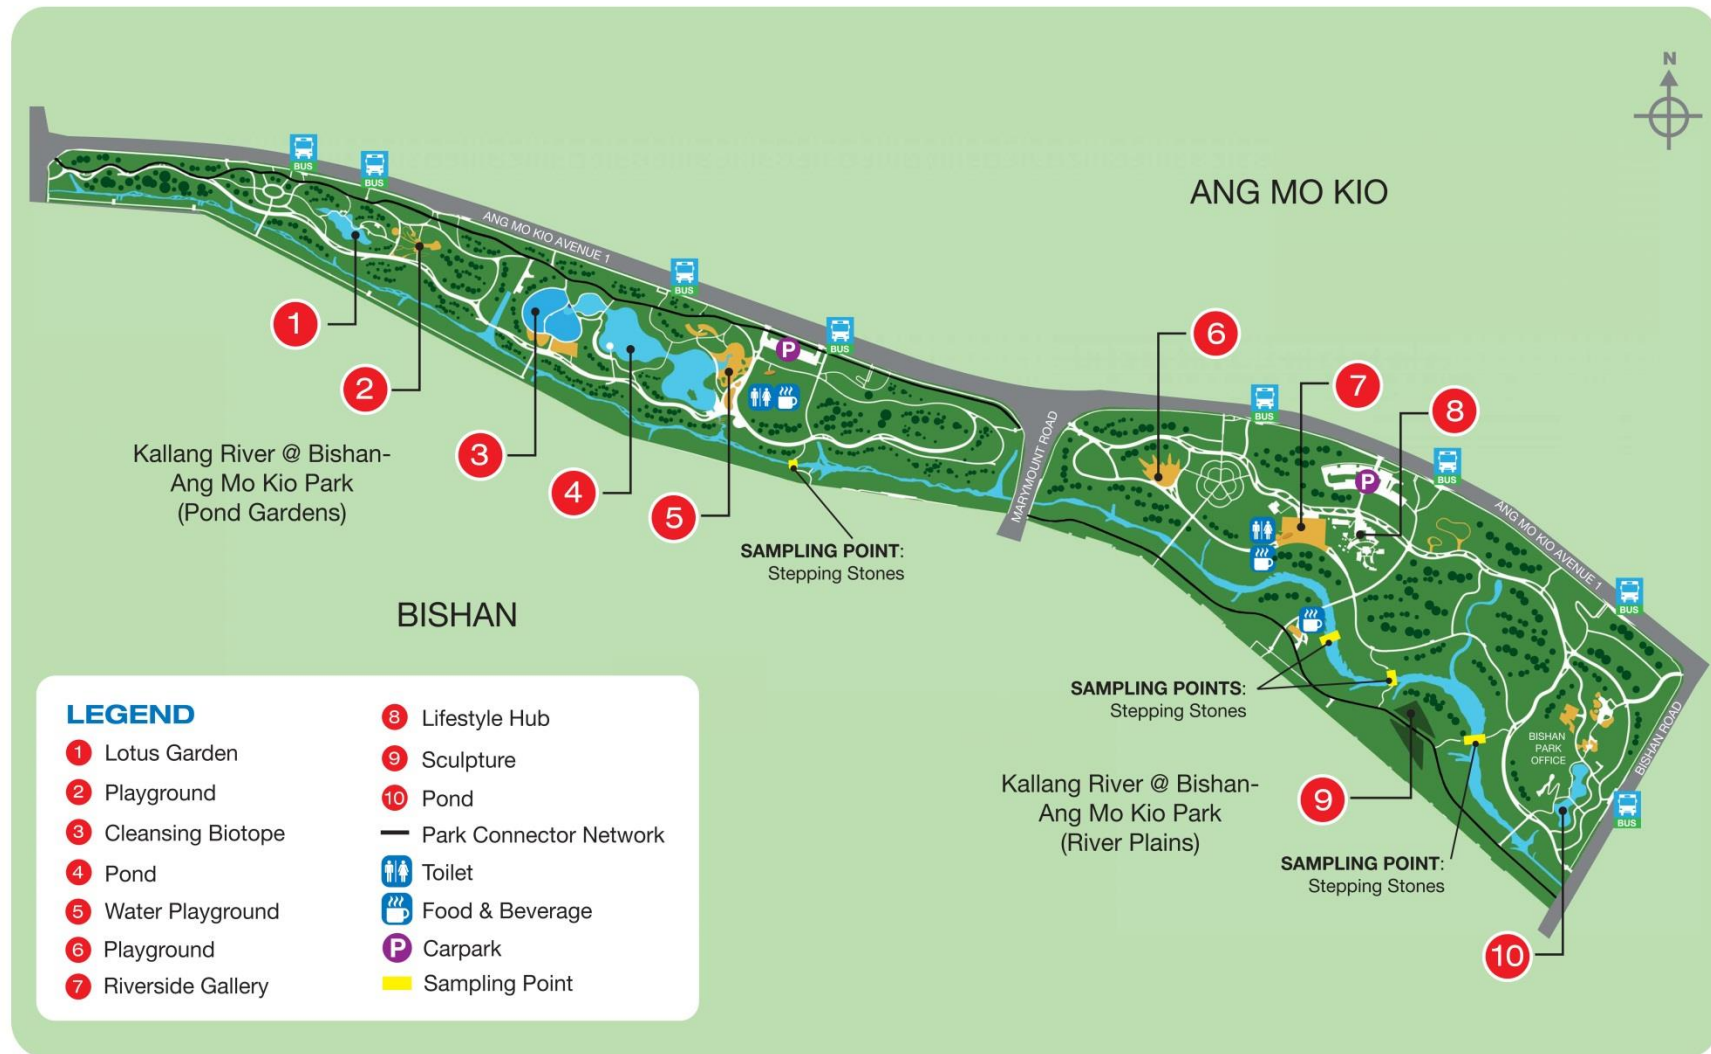 N
ANG MO KIO
BUS
BUS
ANG MO KIO AVENUE 1
BUS
BUS
P
1
2
3
4
5
6
7
8
BUS
BUS
P
Kallang River @ Bishan-
Ang Mo Kio Park
(Pond Gardens)
SAMPLING POINT:
Stepping Stones
MARYMOUNT ROAD
ANG MO KIO AVENUE 1
BUS
BISHAN
SAMPLING POINTS:
Stepping Stones
BISHAN
PARK
OFFICE
BISHAN ROAD
BUS
Kallang River @ Bishan-
Ang Mo Kio Park
(River Plains)
9
SAMPLING POINT:
Stepping Stones
10
LEGEND
1 Lotus Garden
2 Playground
3 Cleansing Biotope
4 Pond
5 Water Playground
6 Playground
7 Riverside Gallery
8 Lifestyle Hub
9 Sculpture
10 Pond
Park Connector Network
Toilet
Food & Beverage
P Carpark
Sampling Point